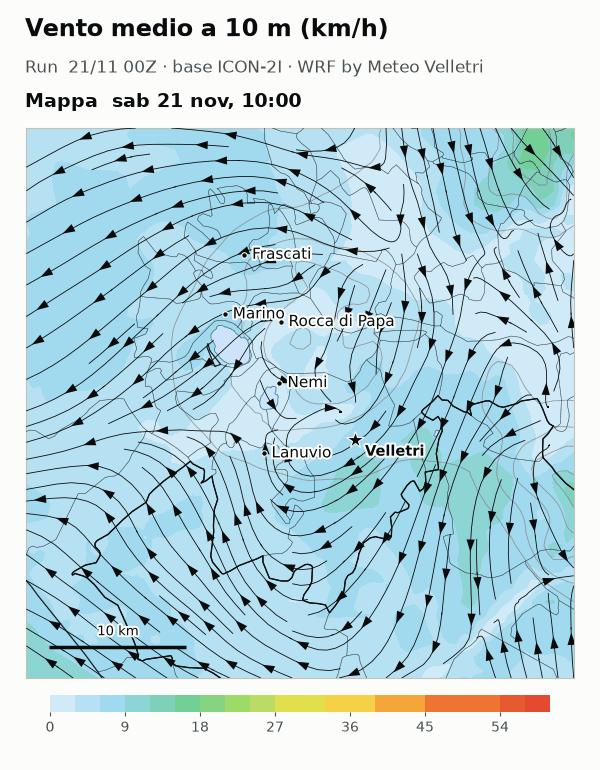 Vento medio a 10 m (km/h)
Run  21/11 00Z · base ICON-2I · WRF by Meteo Velletri
Mappa  sab 21 nov, 10:00
Frascati
Marino
Rocca di Papa
Nemi
Lanuvio
Velletri
10 km
0 9 18 27 36 45 54